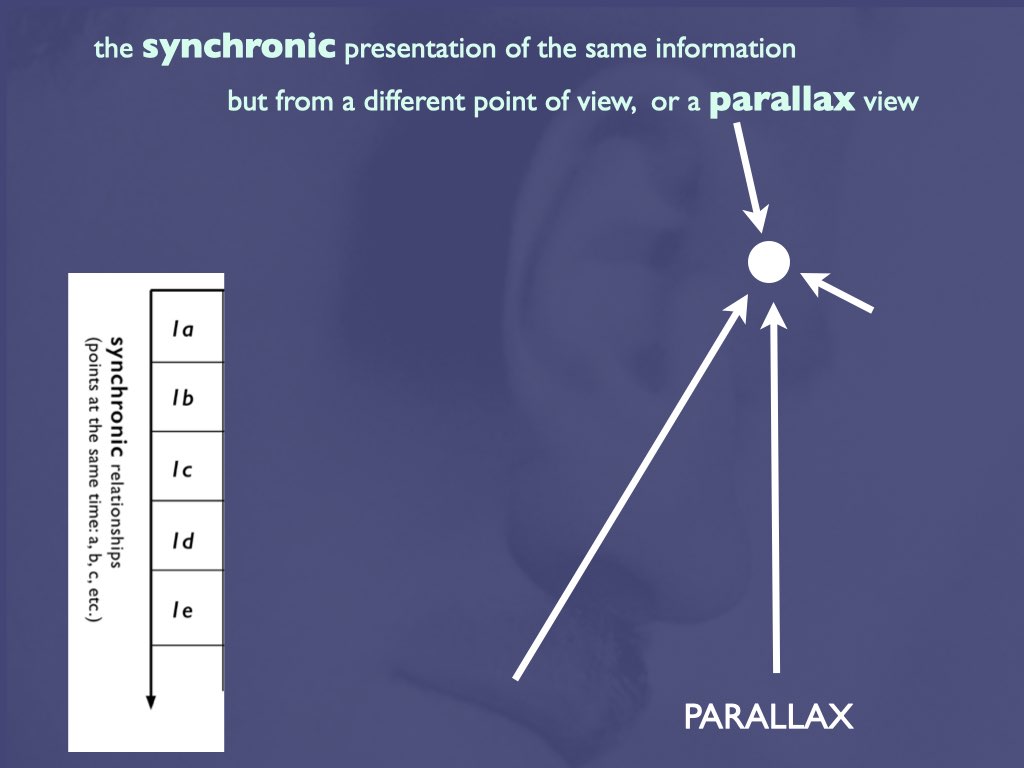 the synchronic presentation of the same information
but from a different point of view, or a parallax view
1a
1b
1c
1d
1e
synchronic relationships
(points at the same time: a, b, c, etc.)
PARALLAX